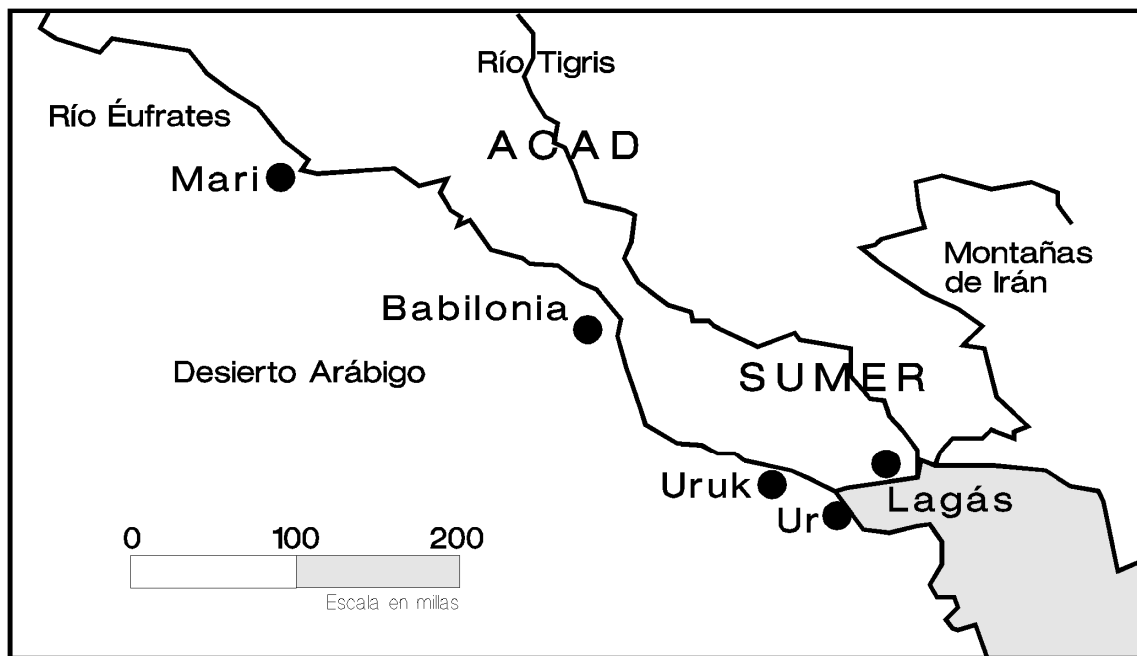 Río Tigris
Río Éufrates
ACAD
Mari
Montañas
de Irán
Babilonia
Desierto Arábigo
SUMER
Uruk
Lagás
Ur
0 100 200
Escala en millas